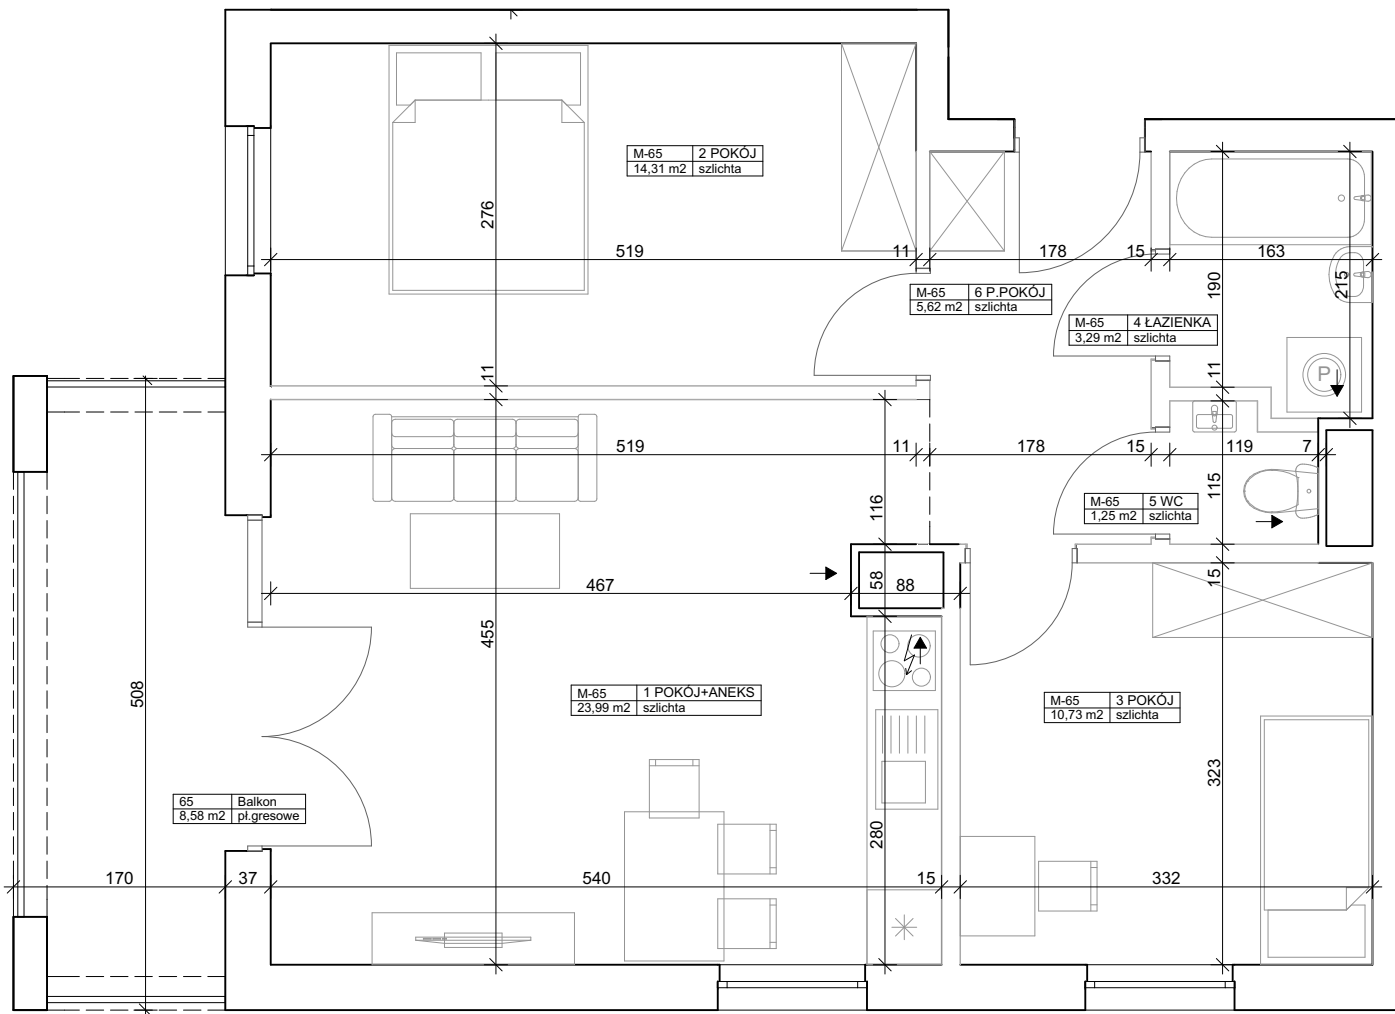 M-65 2 POKÓJ
14,31 m2 szlichta
276
519
11
178
15
163
190
215
M-65 6 P.POKÓJ
5,62 m2 szlichta
M-65 4 ŁAZIENKA
3,29 m2 szlichta
P
11
11
519
11
178
15
119
7
116
115
M-65 5 WC
1,25 m2 szlichta
467
58
88
15
455
508
M-65 1 POKÓJ+ANEKS
23,99 m2 szlichta
M-65 3 POKÓJ
10,73 m2 szlichta
323
65 Balkon
8,58 m2 pł.gresowe
280
170
37
540
15
332